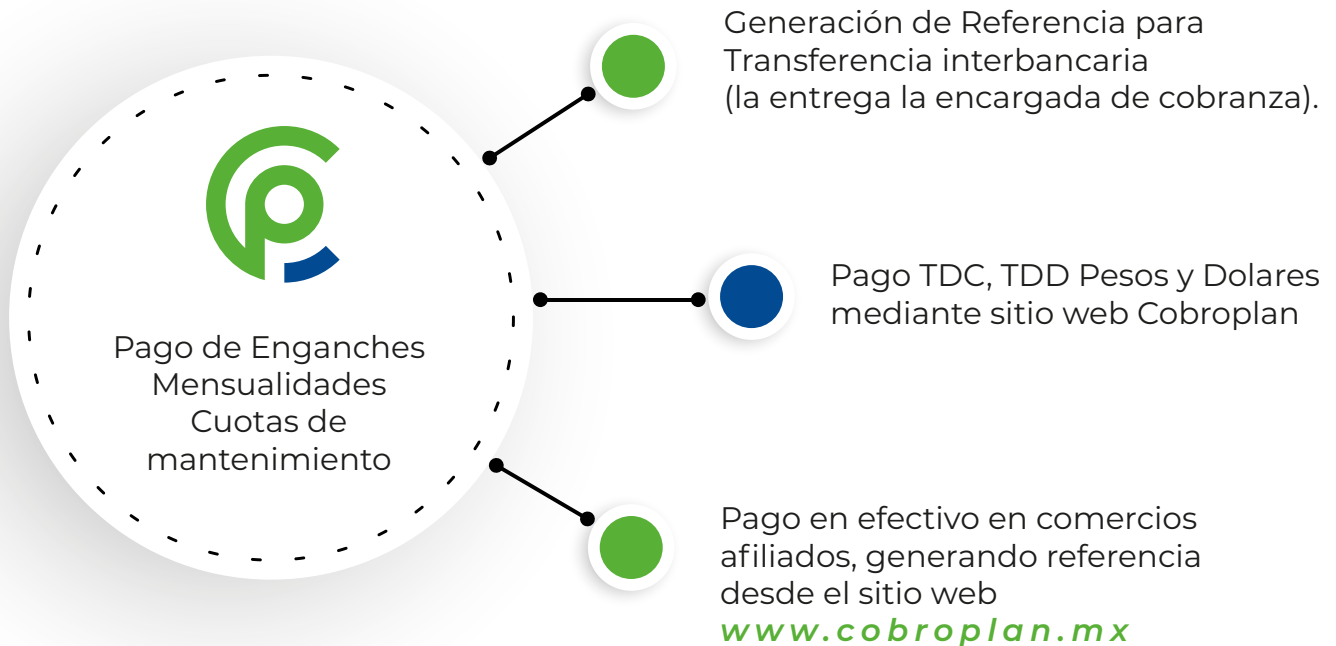 Generación de Referencia para
Transferencia interbancaria
(la entrega la encargada de cobranza).
Pago de Enganches
Mensualidades
Cuotas de
mantenimiento
Pago TDC, TDD Pesos y Dolares
mediante sitio web Cobroplan
Pago en efectivo en comercios
afiliados, generando referencia
desde el sitio web
www.cobroplan.mx